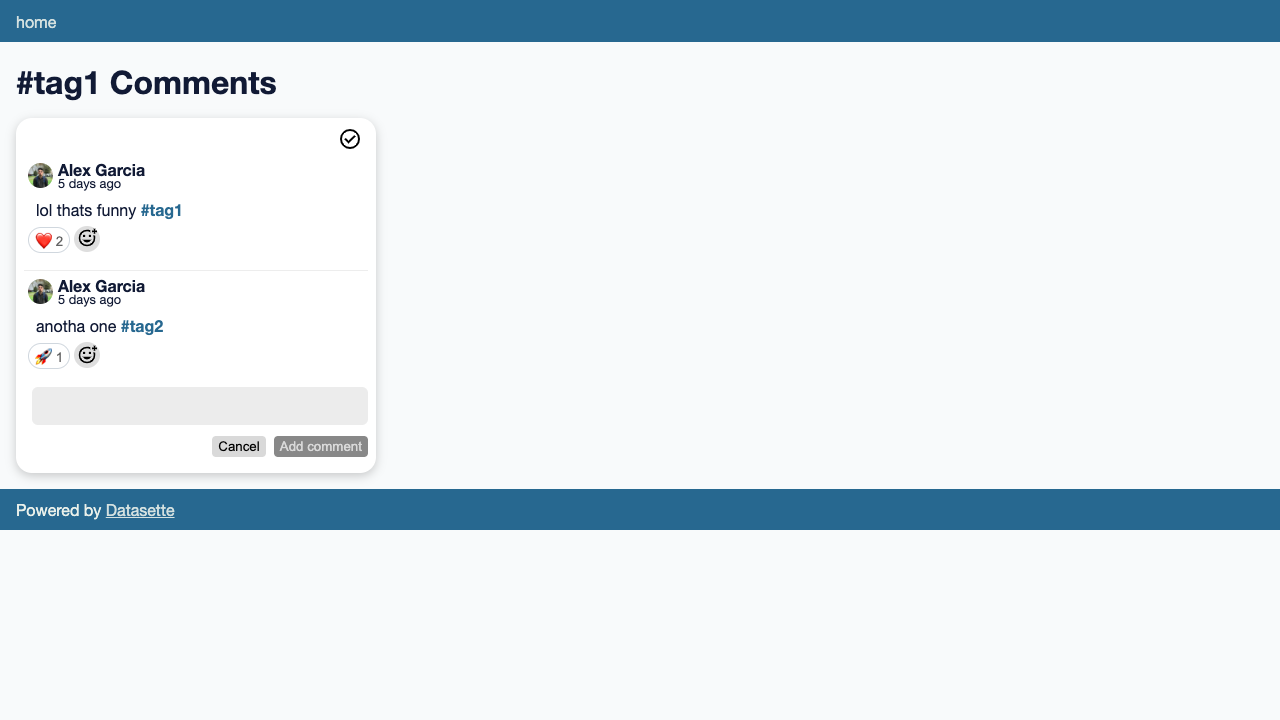 home
#tag1 Comments
Alex Garcia
5 days ago
lol thats funny #tag1
❤️ 2
Alex Garcia
5 days ago
anotha one #tag2
🚀 1
Cancel Add comment
Powered by Datasette